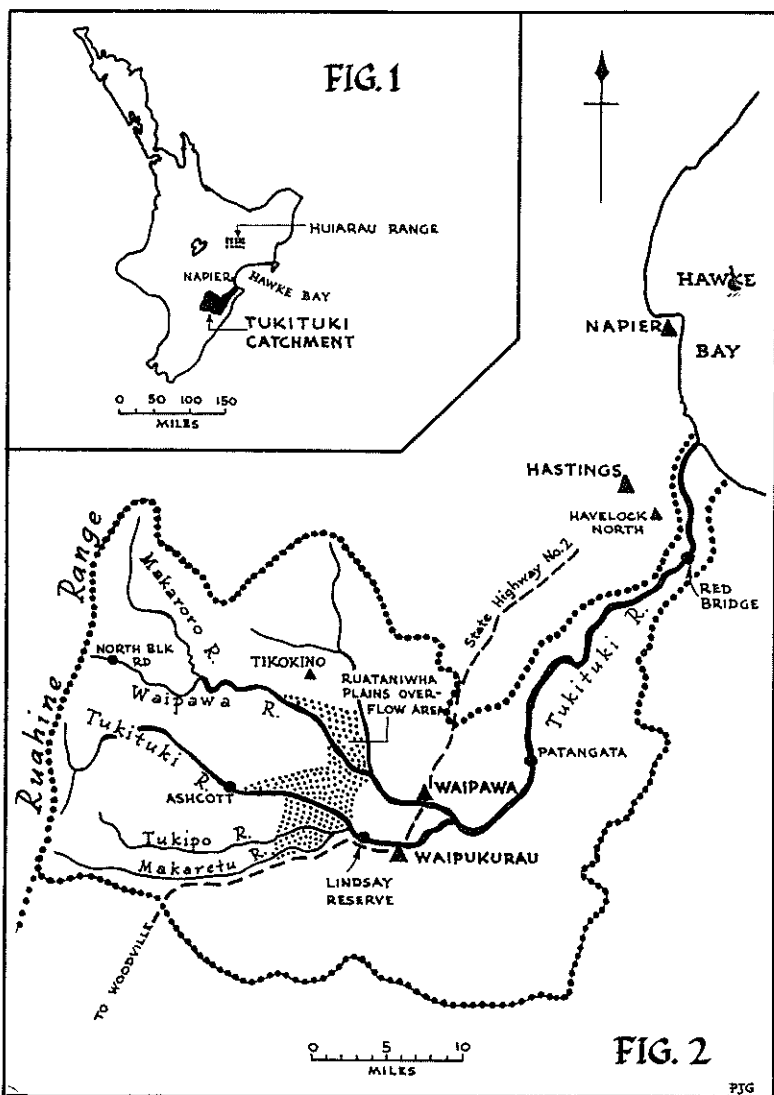 FIG. 1
HUIARAU RANGE
NAPIER
HAWKE BAY
TUKITUKI
CATCHMENT
0 50 100 150
MILES
HAWKE
BAY
NAPIER
HASTINGS
HAVELOCK
NORTH
RED
BRIDGE
State Highway No. 2
Ruahine Range
Makaroro R.
NORTH BLK
RD
TIKOKINO
RUATANIWHA
PLAINS OVER-
FLOW AREA
Waipawa R.
Tukituki R.
Tukituki R.
ASHCOTT
PATANGATA
WAIPAWA
Tukipo R.
Makaretu R.
WAIPUKURAU
LINDSAY
RESERVE
TO WOODVILLE
0 5 10
MILES
FIG. 2
PJG